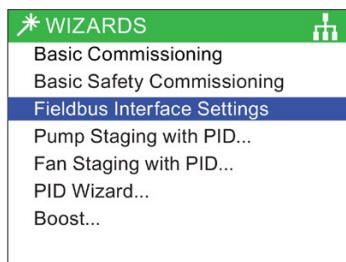 WIZARDS
Basic Commissioning
Basic Safety Commissioning
Fieldbus Interface Settings
Pump Staging with PID...
Fan Staging with PID...
PID Wizard...
Boost...